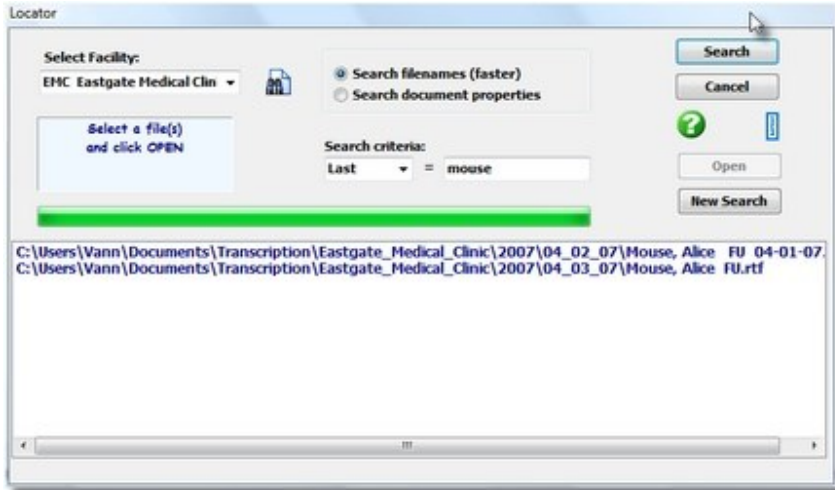 Locator
Select Facility:
EMC Eastgate Medical Clin
Search filenames (faster)
Search document properties
Search
Cancel
Select a file(s)
and click OPEN
Search criteria:
Last = mouse
Open
New Search
C:\Users\Vann\Documents\Transcription\Eastgate_Medical_Clinic\2007\04_02_07\Mouse, Alice  FU  04-01-07.
C:\Users\Vann\Documents\Transcription\Eastgate_Medical_Clinic\2007\04_03_07\Mouse, Alice  FU.rtf